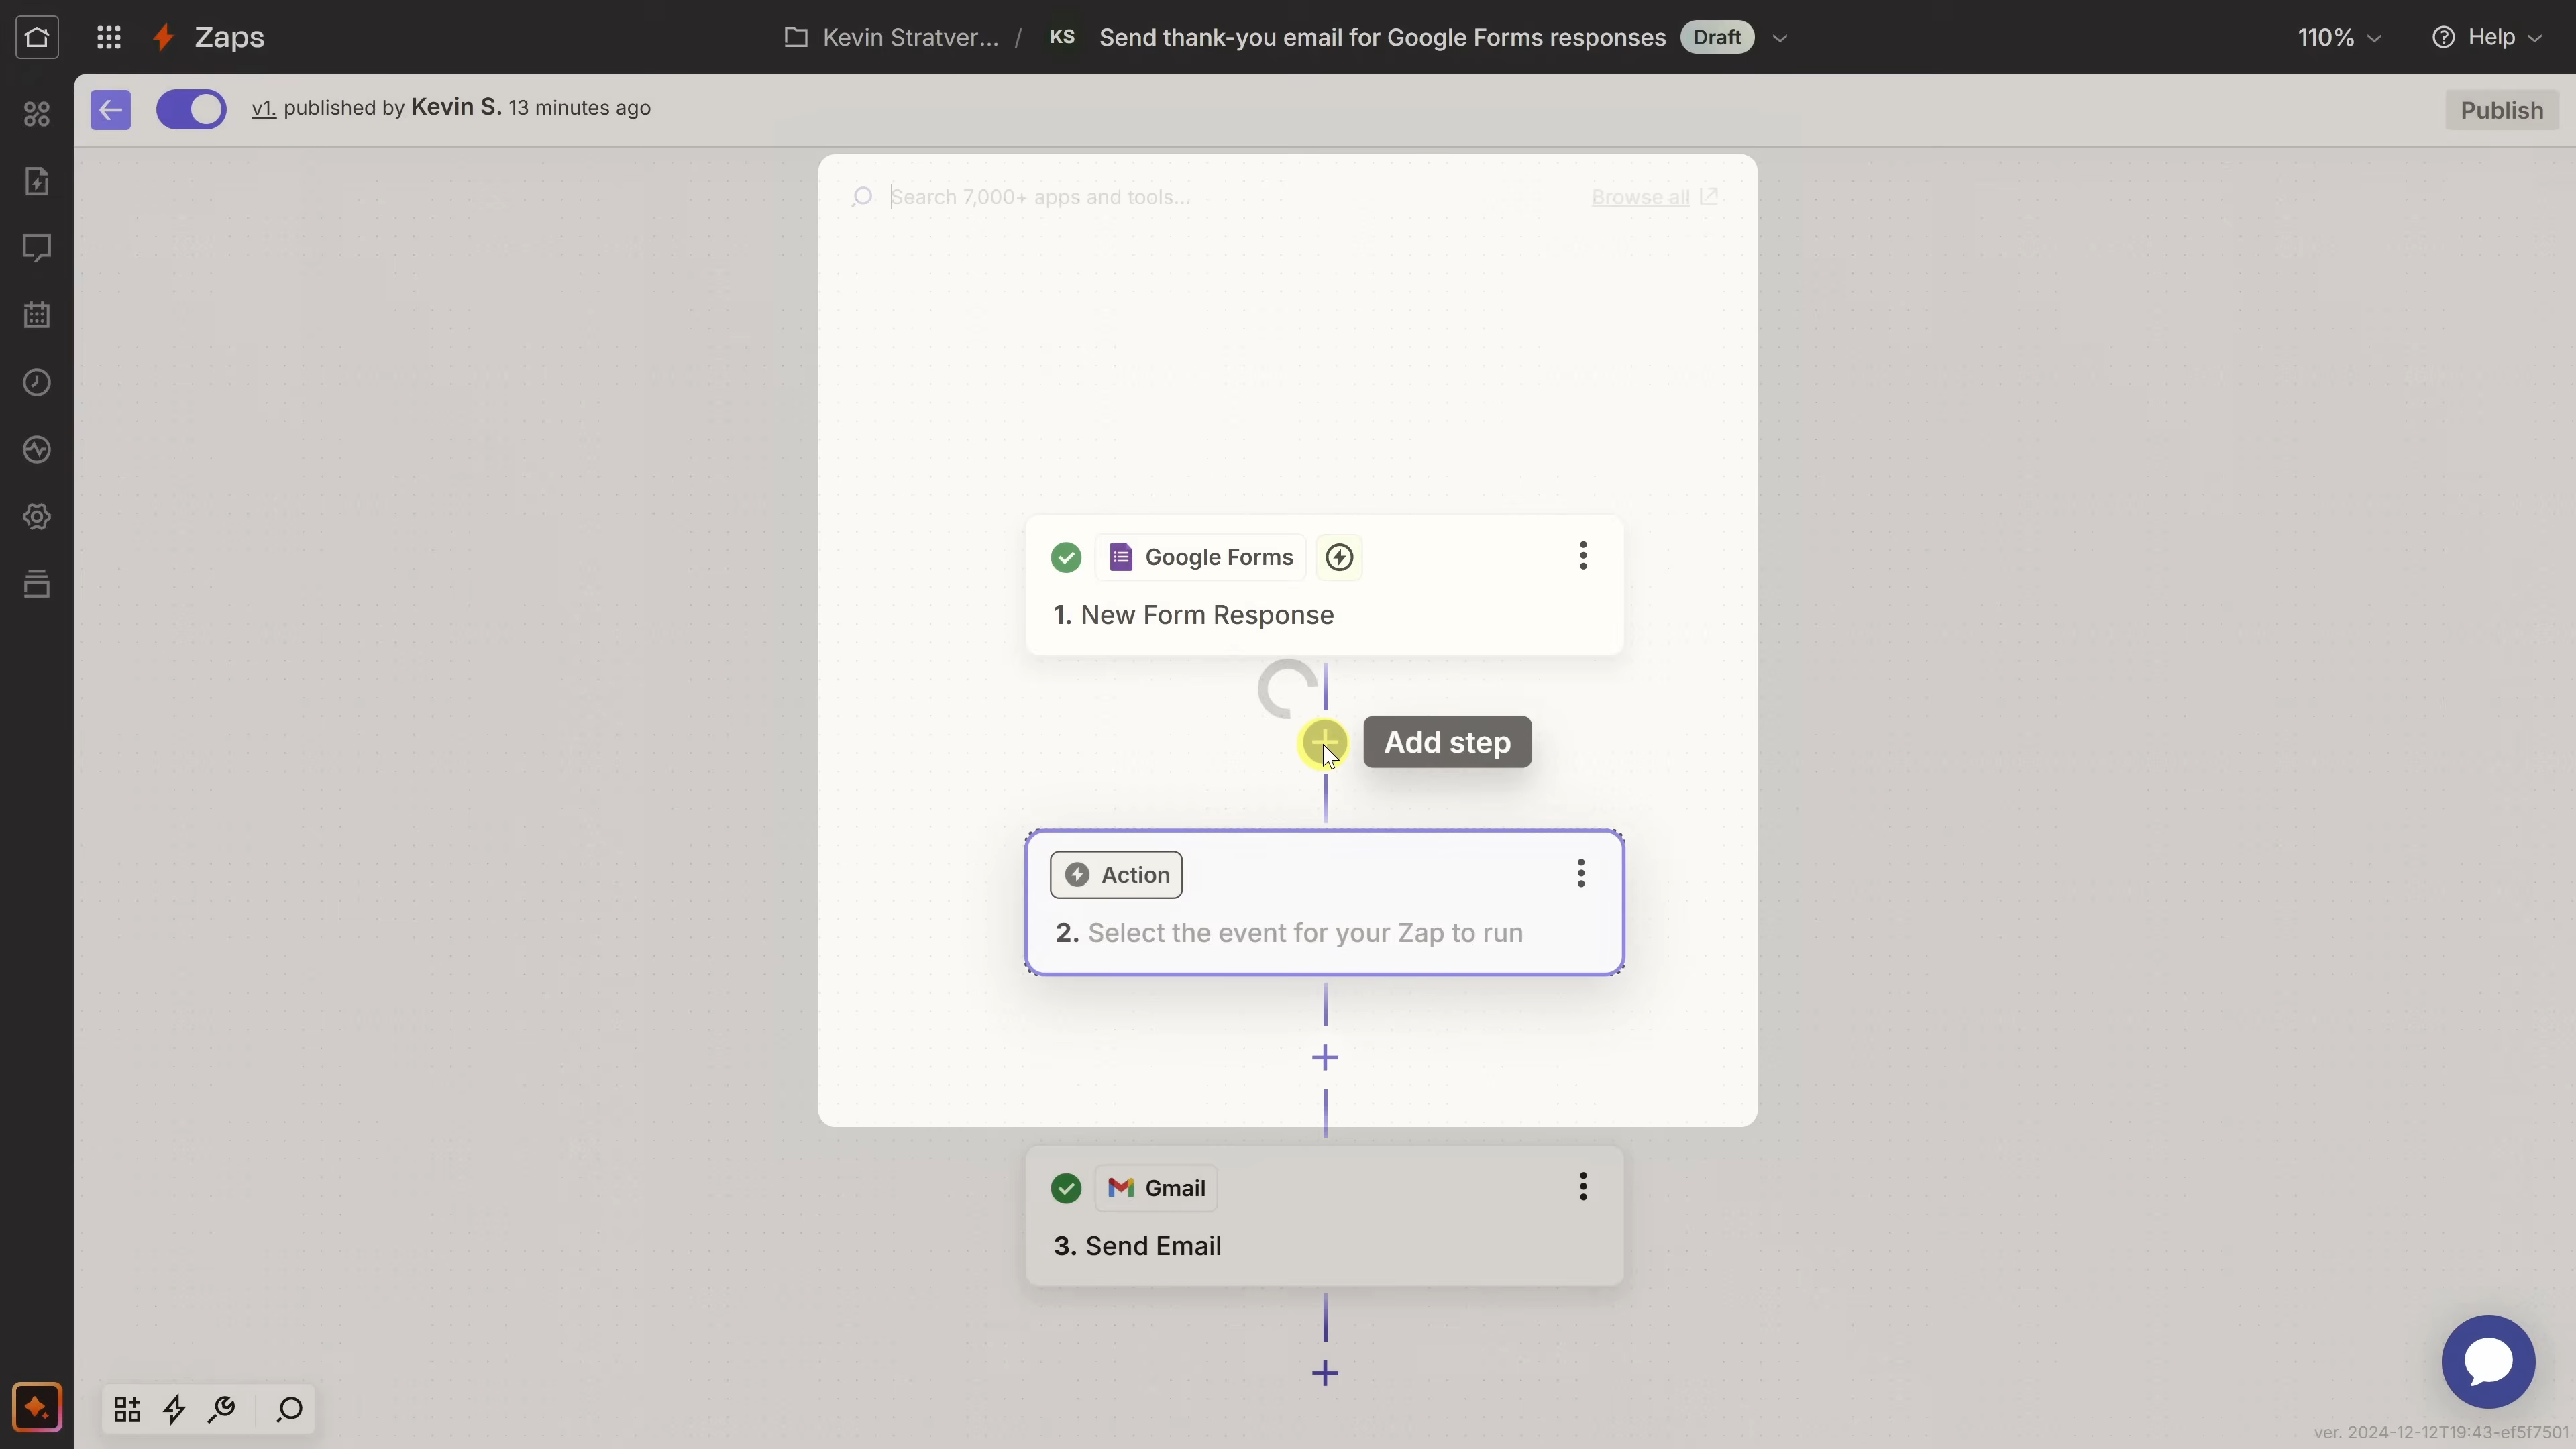 Zaps
Kevin Stratver... / KS Send thank-you email for Google Forms responses Draft
110%
Help
v1. published by Kevin S. 13 minutes ago
Publish
Search 7,000+ apps and tools...
Browse all
Google Forms
1. New Form Response
Add step
Action
2. Select the event for your Zap to run
Gmail
3. Send Email
ver. 2024-12-12T19:43-ef5f7501